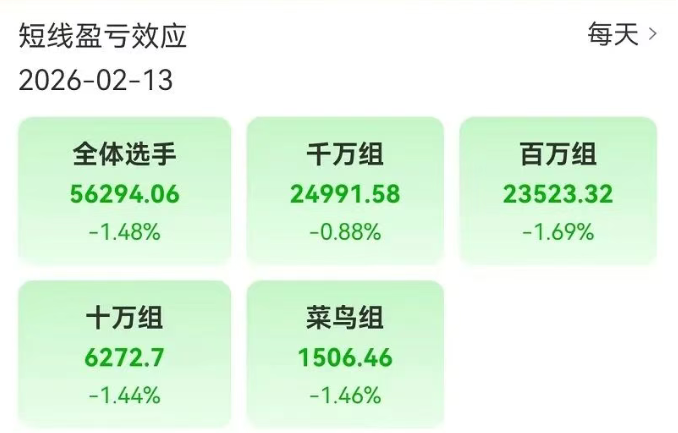 短线盈亏效应
每天 >
2026-02-13
全体选手
56294.06
-1.48%
千万组
24991.58
-0.88%
百万组
23523.32
-1.69%
十万组
6272.7
-1.44%
菜鸟组
1506.46
-1.46%